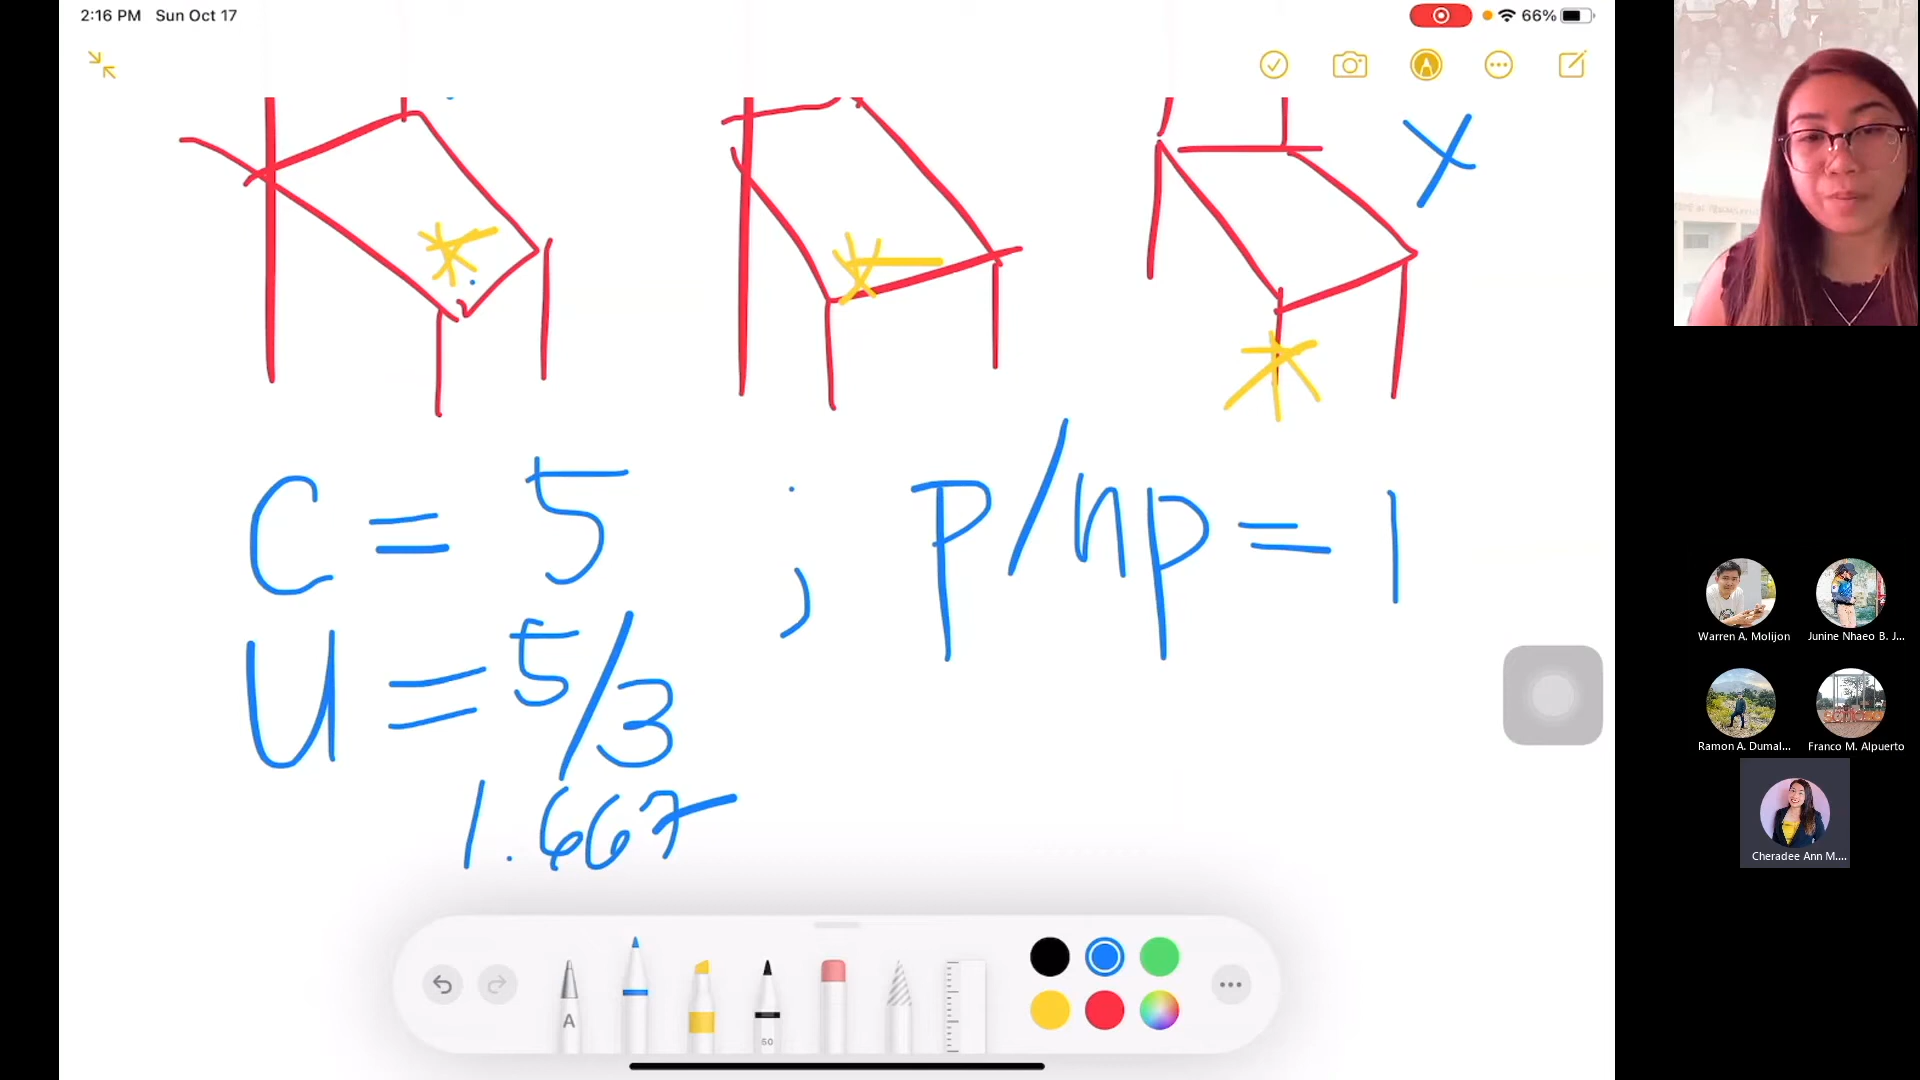 2:16 PM Sun Oct 17
66%
X
C = 5 ; p/np = 1
U = 5/3
1.667
A
50
Warren A. Molijon
Junine Nhaeo B. J...
Ramon A. Dumal...
Franco M. Alpuerto
Cheradee Ann M....